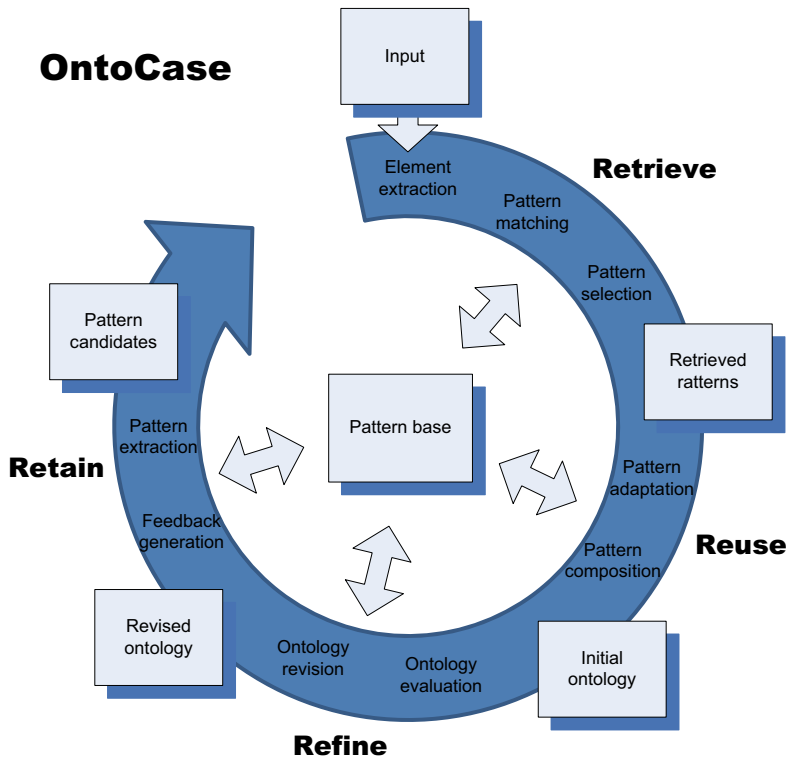 OntoCase
Input
Element
extraction
Retrieve
Pattern
matching
Pattern
selection
Retrieved
ratterns
Pattern
adaptation
Reuse
Pattern
composition
Initial
ontology
Ontology
evaluation
Refine
Ontology
revision
Revised
ontology
Feedback
generation
Retain
Pattern
extraction
Pattern
candidates
Pattern base